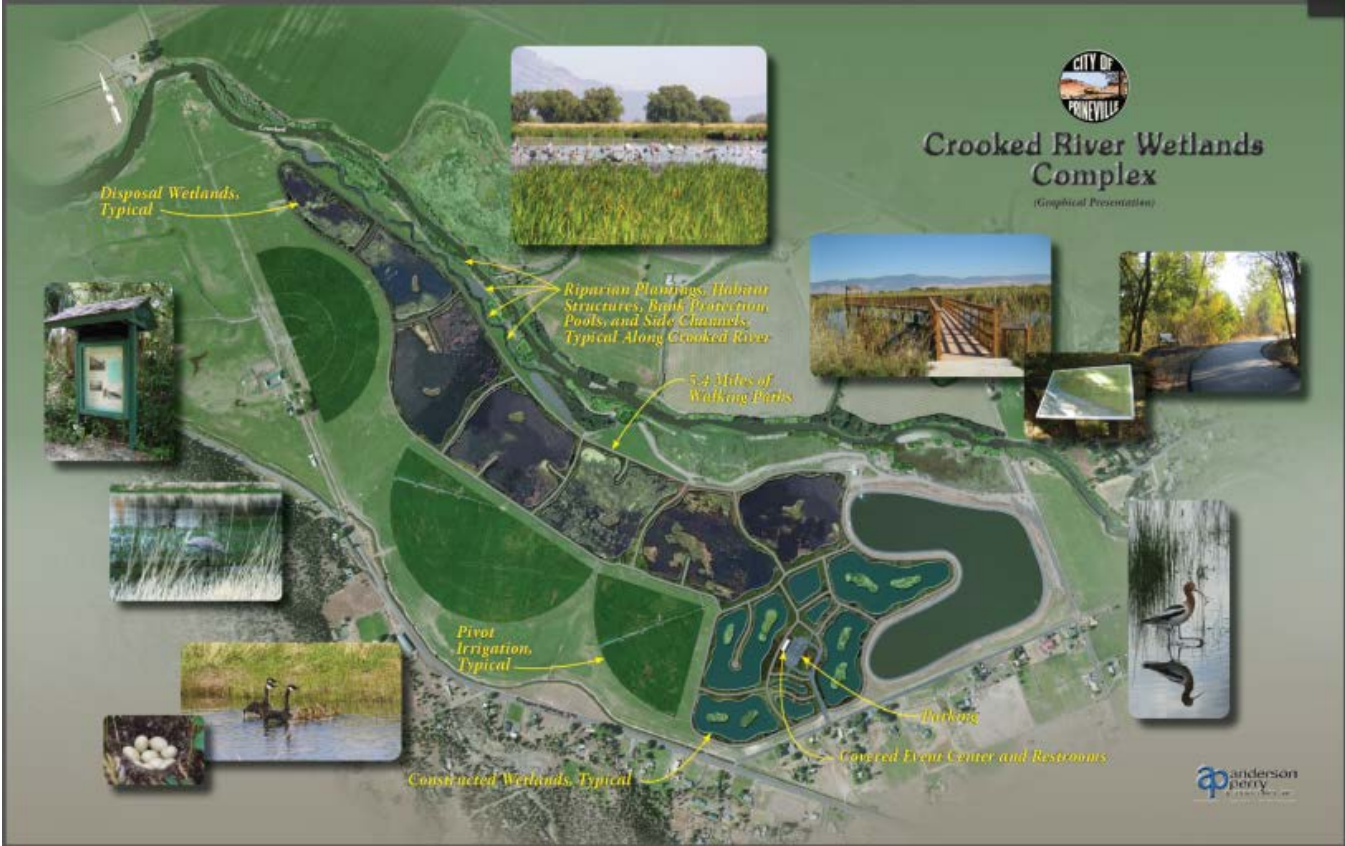 CITY OF
PRINEVILLE
Crooked River Wetlands
Complex
(Graphical Presentation)
Crooked
Disposal Wetlands,
Typical
Riparian Plantings, Habitat
Structures, Bank Protection,
Pools, and Side Channels,
Typical Along Crooked River
5.4 Miles of
Walking Paths
Pivot
Irrigation,
Typical
Parking
Covered Event Center and Restrooms
Constructed Wetlands, Typical
ap anderson
perry